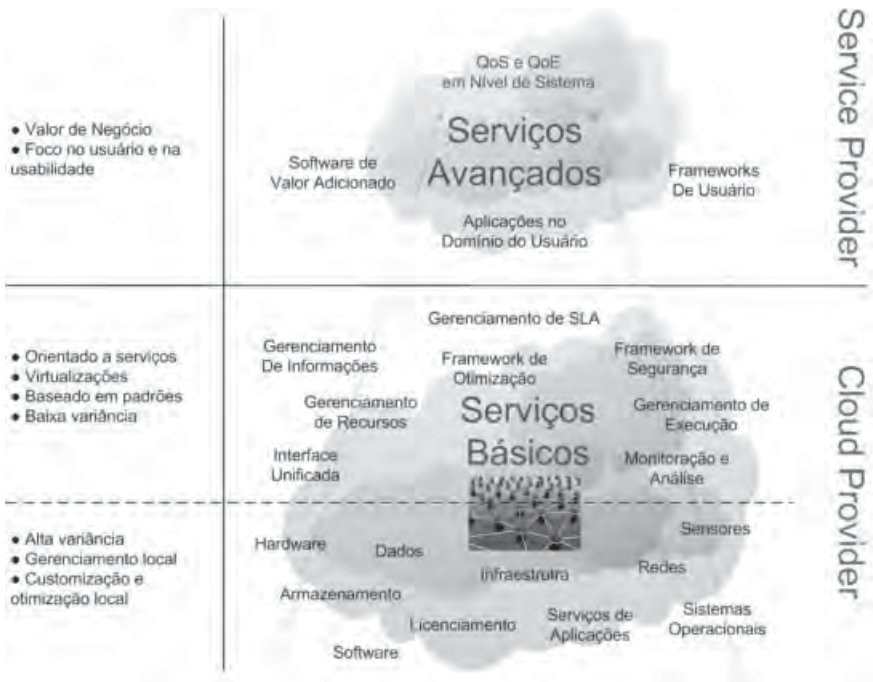 QoS e QoE
em Nível de Sistema
Serviços
Avançados
Software de
Valor Adicionado
Frameworks
De Usuário
Aplicações no
Domínio do Usuário
● Valor de Negócio
● Foco no usuário e na
usabilidade
Service Provider
Gerenciamento de SLA
Gerenciamento
De Informações
Framework de
Otimização
Framework de
Segurança
● Orientado a serviços
● Virtualizações
● Baseado em padrões
● Baixa variância
Gerenciamento
de Recursos
Serviços
Básicos
Gerenciamento de
Execução
Interface
Unificada
Monitoração e
Análise
Cloud Provider
● Alta variância
● Gerenciamento local
● Customização e
otimização local
Hardware
Dados
Sensores
Infraestrutra
Redes
Armazenamento
Licenciamento
Serviços de
Aplicações
Sistemas
Operacionais
Software